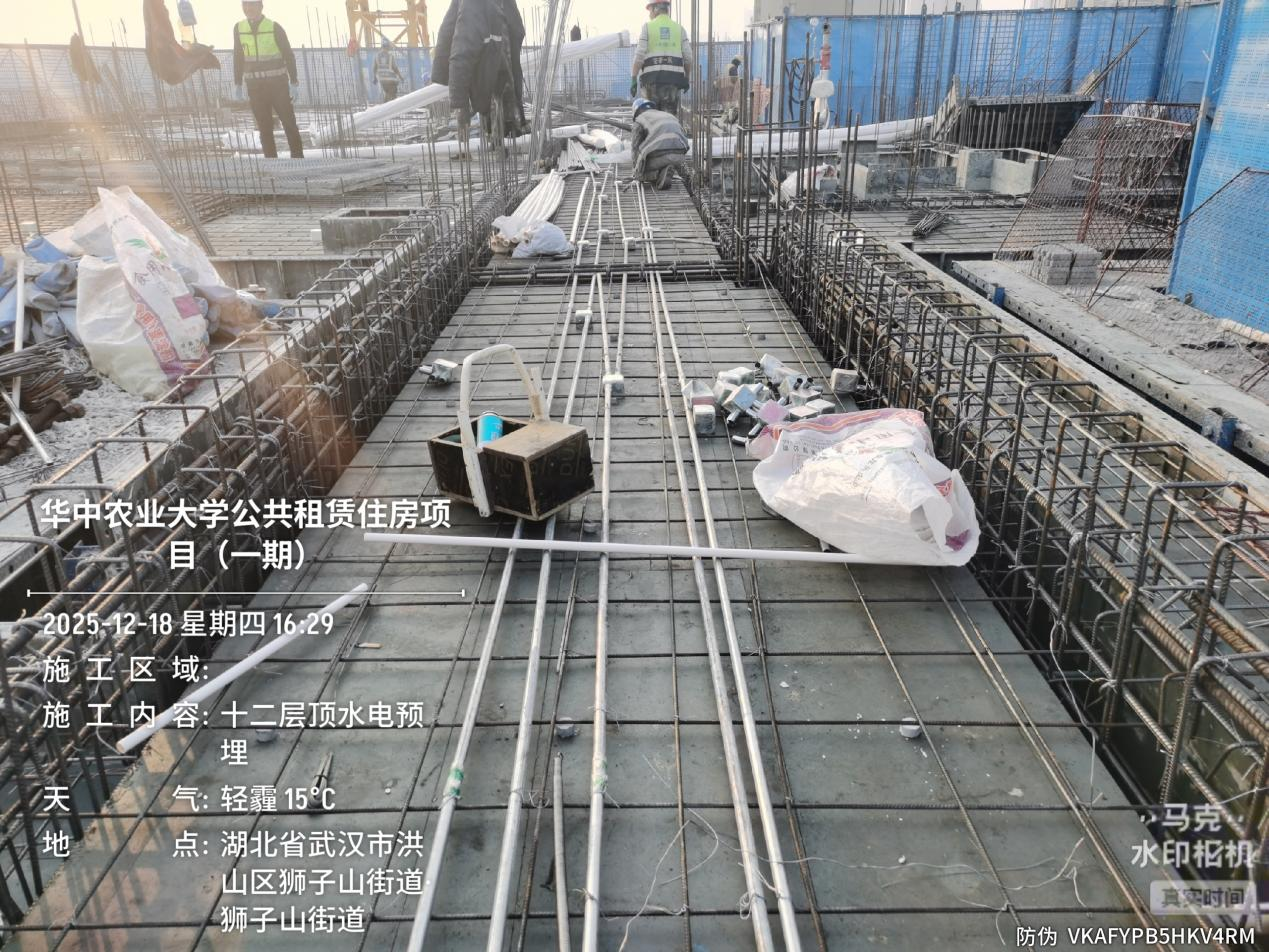 华中农业大学公共租赁住房项
目（一期）
2025-12-18 星期四 16:29
施工区域:
施工内容: 十二层顶水电预
埋
天气: 轻霾 15℃
地点: 湖北省武汉市洪
山区狮子山街道·
狮子山街道
马克
水印相机
真实时间
防伪 VKAFYPB5HKV4RM